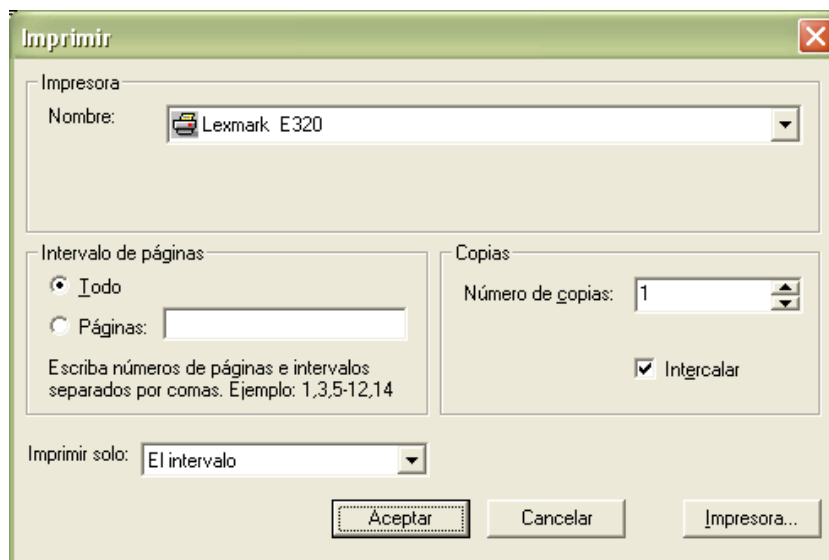 Imprimir
Impresora
Nombre:
Lexmark E320
Intervalo de páginas
Todo
Páginas:
Escriba números de páginas e intervalos
separados por comas. Ejemplo: 1,3,5-12,14
Copias
Número de copias:
1
Intercalar
Imprimir solo:
El intervalo
Aceptar
Cancelar
Impresora...